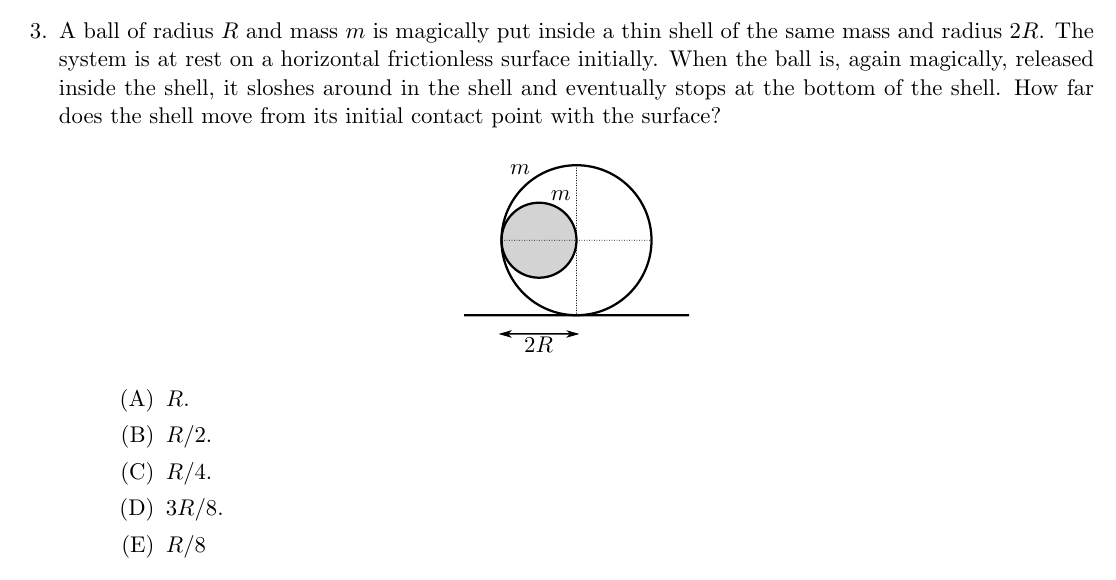 3. A ball of radius R and mass m is magically put inside a thin shell of the same mass and radius 2R. The
system is at rest on a horizontal frictionless surface initially. When the ball is, again magically, released
inside the shell, it sloshes around in the shell and eventually stops at the bottom of the shell. How far
does the shell move from its initial contact point with the surface?
m
m
2R
(A) R.
(B) R/2.
(C) R/4.
(D) 3R/8.
(E) R/8